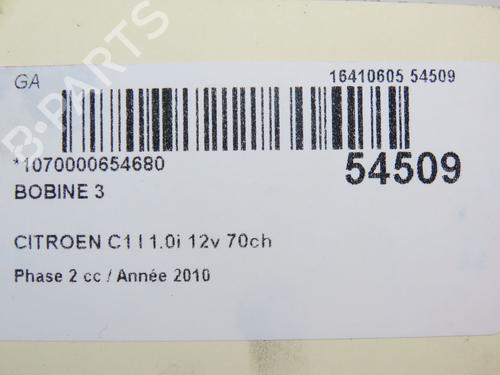 GA
16410605 54509
B-PARTS
*1070000654680
54509
BOBINE 3
CITROEN C1 I 1.0i 12v 70ch
Phase 2 cc / Année 2010